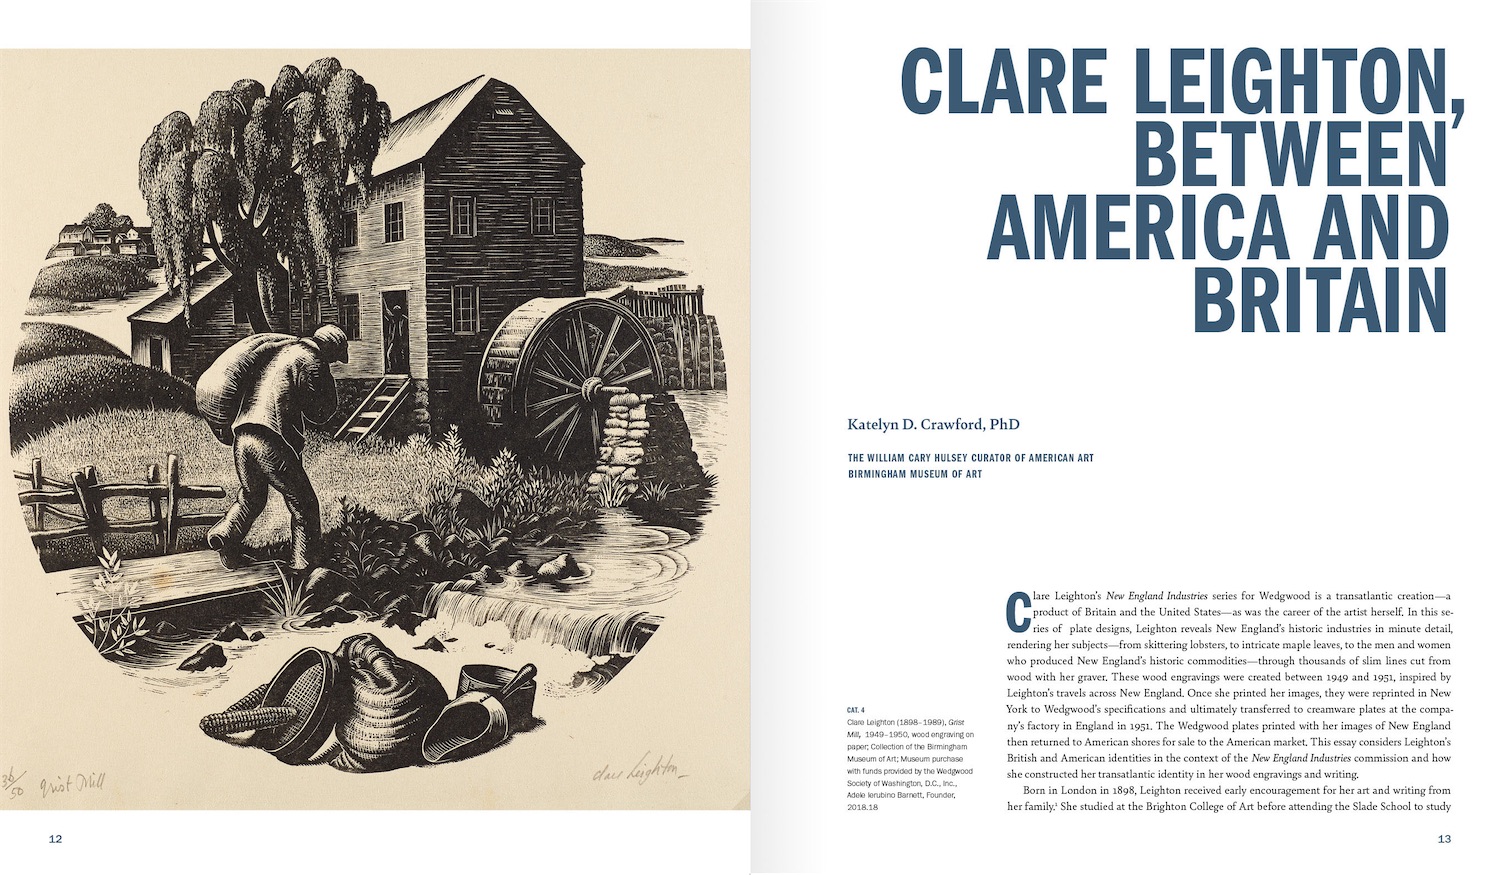 36/50 Grist Mill
Clare Leighton
12
CLARE LEIGHTON,
BETWEEN
AMERICA AND
BRITAIN
Katelyn D. Crawford, PhD
THE WILLIAM CARY HULSEY CURATOR OF AMERICAN ART
BIRMINGHAM MUSEUM OF ART
CAT. 4
Clare Leighton (1898–1989), Grist
Mill, 1949–1950, wood engraving on
paper; Collection of the Birmingham
Museum of Art; Museum purchase
with funds provided by the Wedgwood
Society of Washington, D.C., Inc.,
Adele Ierubino Barnett, Founder,
2018.18
Clare Leighton's New England Industries series for Wedgwood is a transatlantic creation—a
product of Britain and the United States—as was the career of the artist herself. In this se-
ries of plate designs, Leighton reveals New England's historic industries in minute detail,
rendering her subjects—from skittering lobsters, to intricate maple leaves, to the men and women
who produced New England's historic commodities—through thousands of slim lines cut from
wood with her graver. These wood engravings were created between 1949 and 1951, inspired by
Leighton's travels across New England. Once she printed her images, they were reprinted in New
York to Wedgwood's specifications and ultimately transferred to creamware plates at the compa-
ny's factory in England in 1951. The Wedgwood plates printed with her images of New England
then returned to American shores for sale to the American market. This essay considers Leighton's
British and American identities in the context of the New England Industries commission and how
she constructed her transatlantic identity in her wood engravings and writing.
Born in London in 1898, Leighton received early encouragement for her art and writing from
her family.¹ She studied at the Brighton College of Art before attending the Slade School to study
13